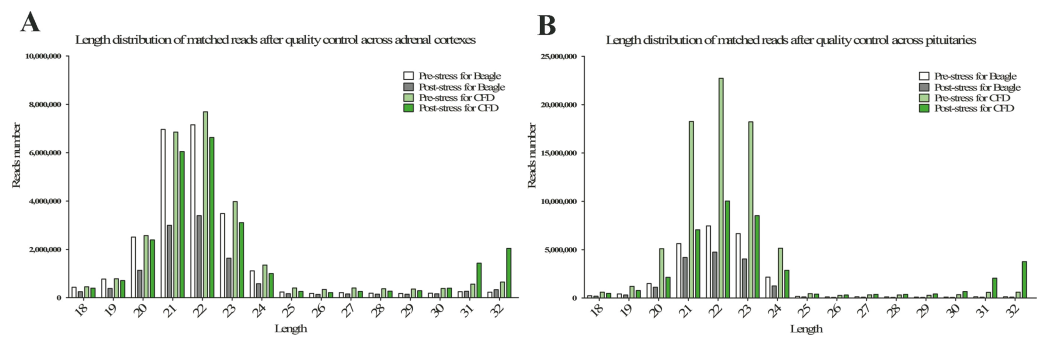 A
Length distribution of matched reads after quality control across adrenal cortexes
10,000,000
8,000,000
6,000,000
4,000,000
2,000,000
0
Reads number
Pre-stress for Beagle
Post-stress for Beagle
Pre-stress for CFD
Post-stress for CFD
18 19 20 21 22 23 24 25 26 27 28 29 30 31 32
Length
B
Length distribution of matched reads after quality control across pituitaries
25,000,000
20,000,000
15,000,000
10,000,000
5,000,000
0
Reads number
Pre-stress for Beagle
Post-stress for Beagle
Pre-stress for CFD
Post-stress for CFD
18 19 20 21 22 23 24 25 26 27 28 29 30 31 32
Length